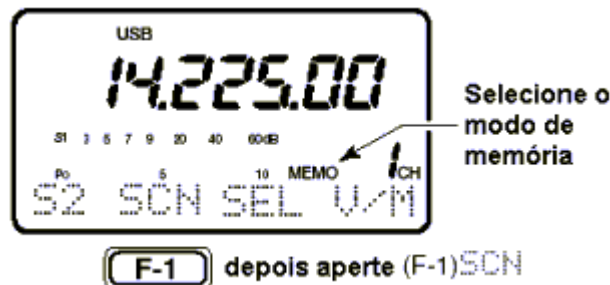 USB
14.225.00
Selecione o
modo de
memória
S1 3 5 7 9 20 40 60dB
Po 5 10 MEMO 1CH
S2 SCN SEL V/M
F-1 depois aperte (F-1)SCN